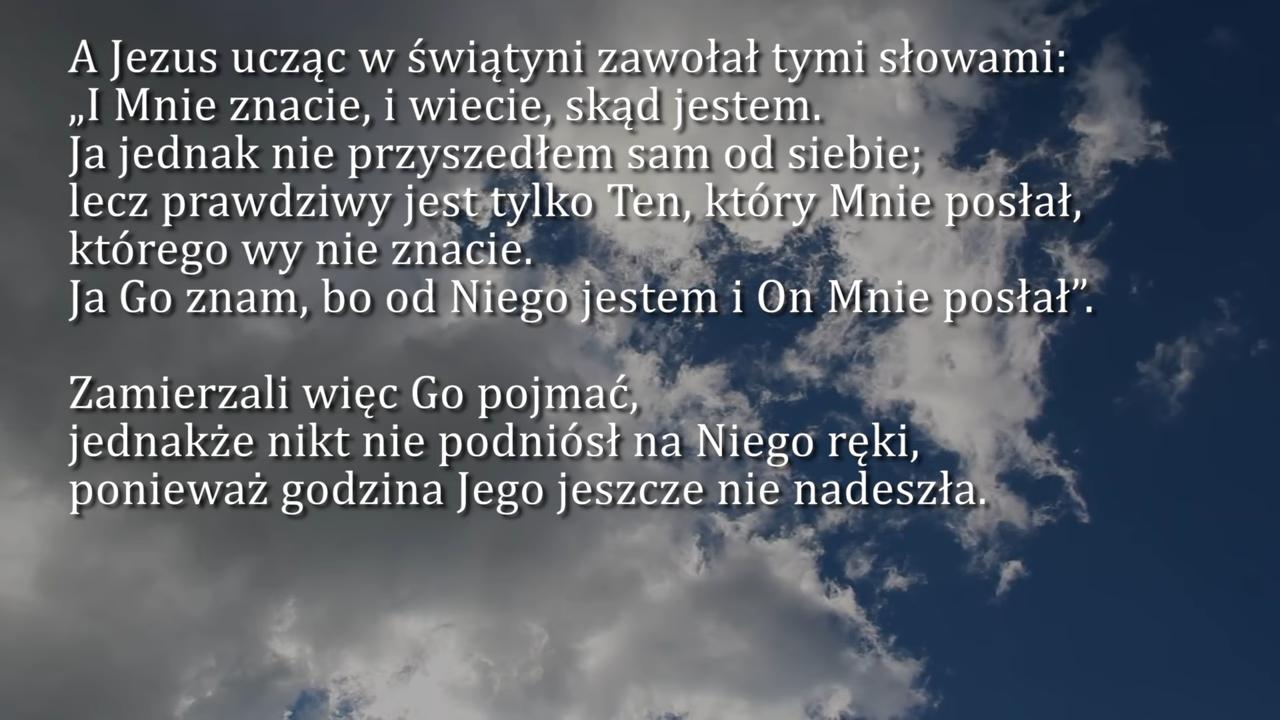 A Jezus ucząc w świątyni zawołał tymi słowami:
„I Mnie znacie, i wiecie, skąd jestem.
Ja jednak nie przyszedłem sam od siebie;
lecz prawdziwy jest tylko Ten, który Mnie posłał,
którego wy nie znacie.
Ja Go znam, bo od Niego jestem i On Mnie posłał”.
Zamierzali więc Go pojmać,
jednakże nikt nie podniósł na Niego ręki,
ponieważ godzina Jego jeszcze nie nadeszła.